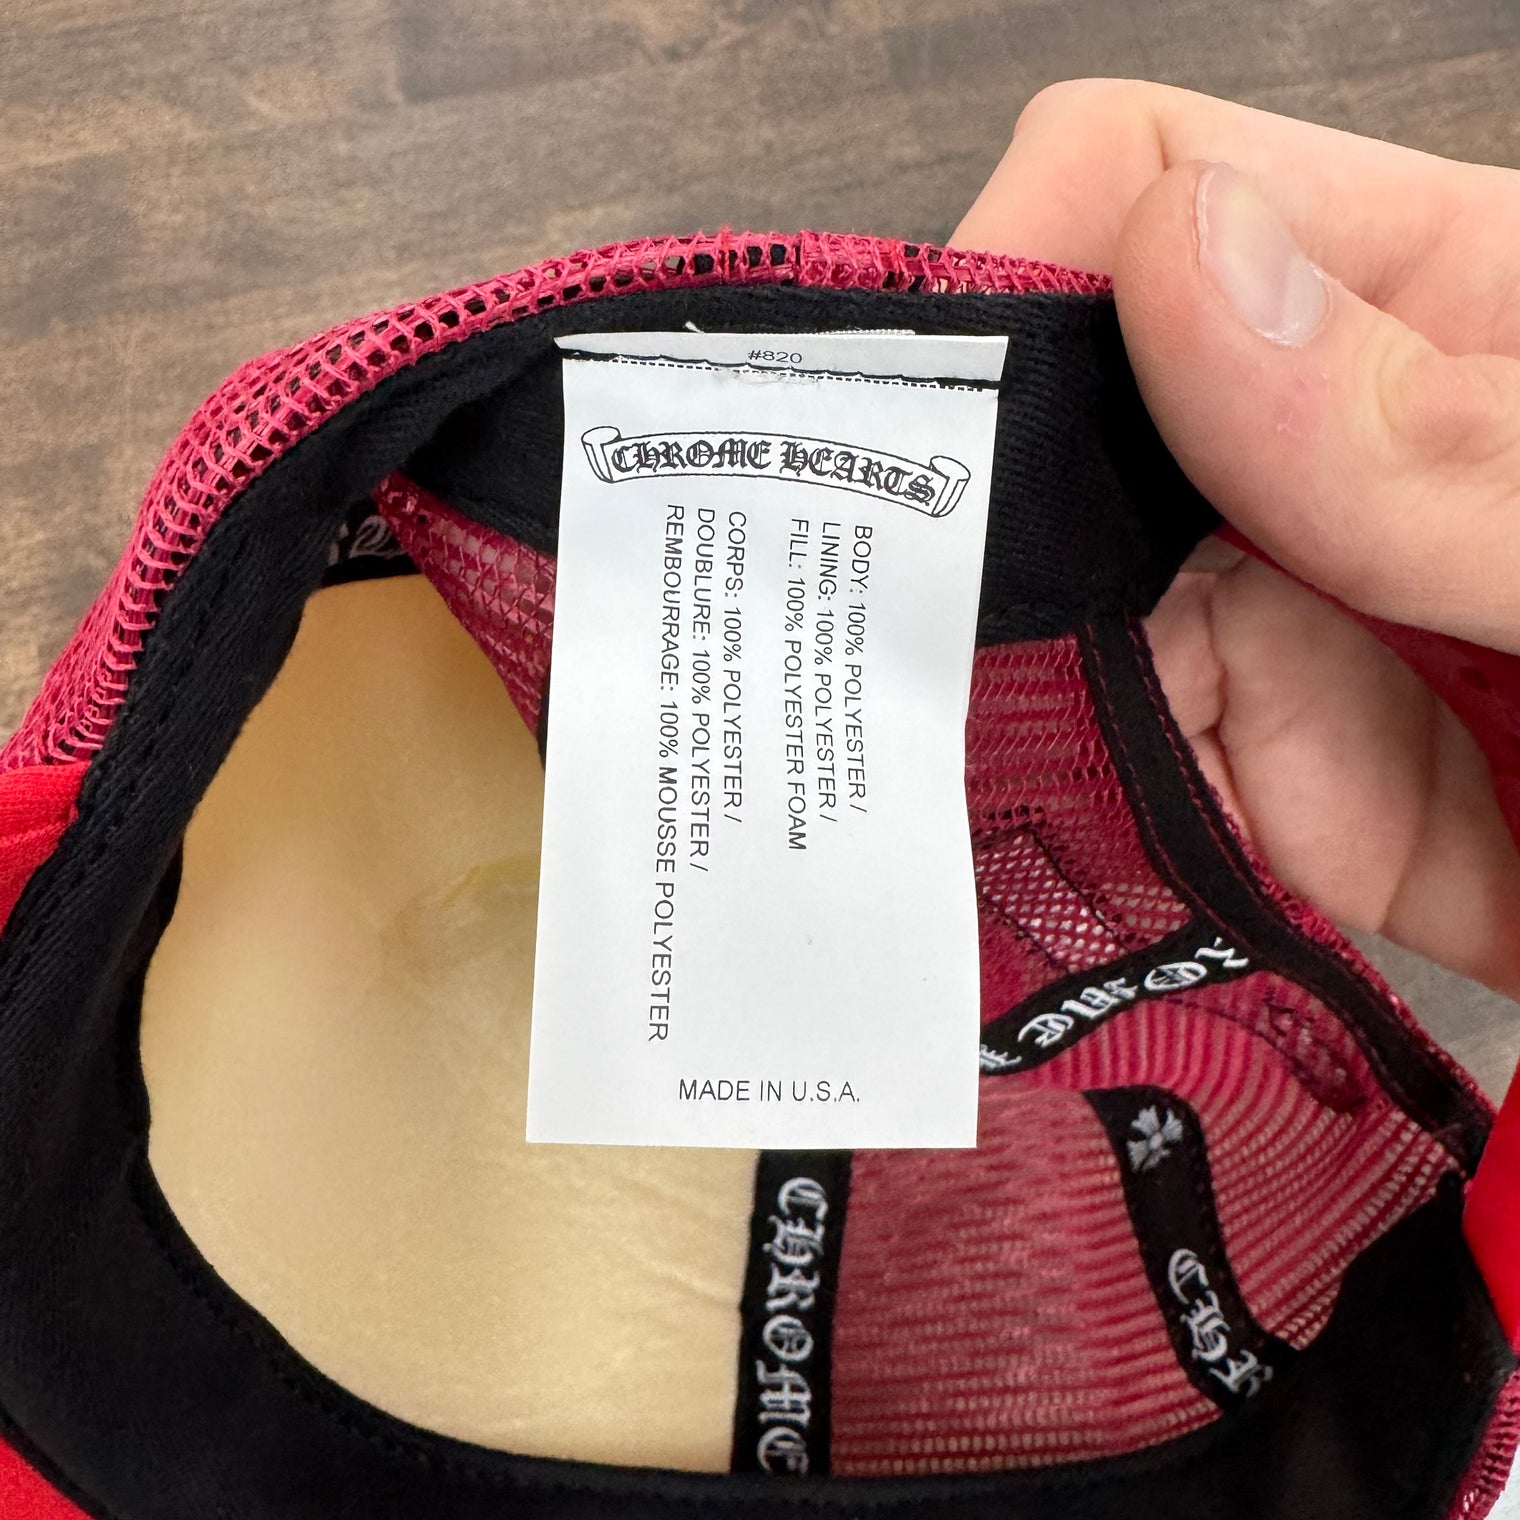 #820
CHROME HEARTS
BODY: 100% POLYESTER /
LINING: 100% POLYESTER /
FILL: 100% POLYESTER FOAM
CORPS: 100% POLYESTER /
DOUBLURE: 100% POLYESTER /
REMBOURRAGE: 100% MOUSSE POLYESTER
MADE IN U.S.A.
CHROME
CHR